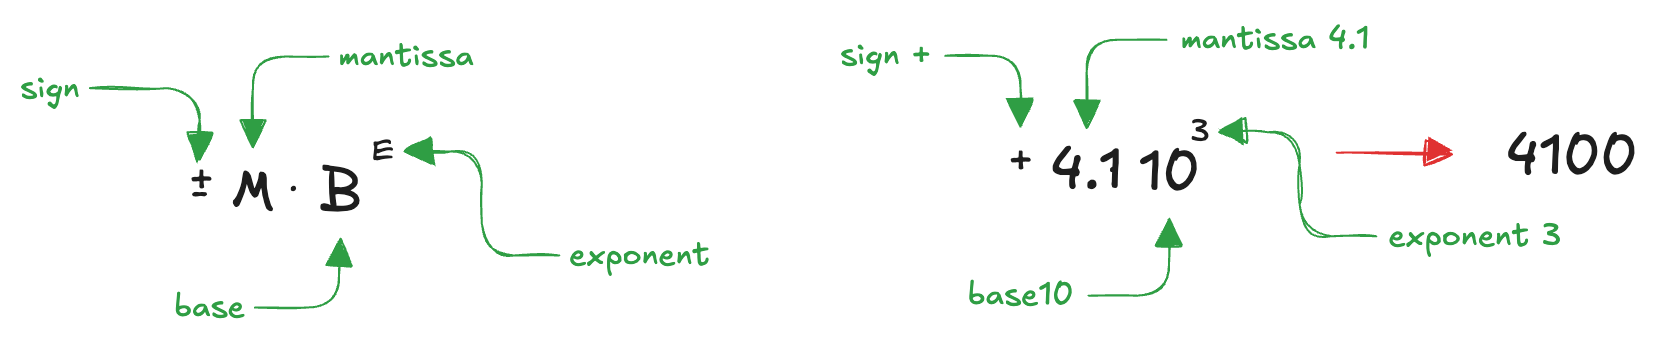 sign
mantissa
± M · B^E
exponent
base
sign +
mantissa 4.1
+ 4.1 10^3
4100
exponent 3
base10